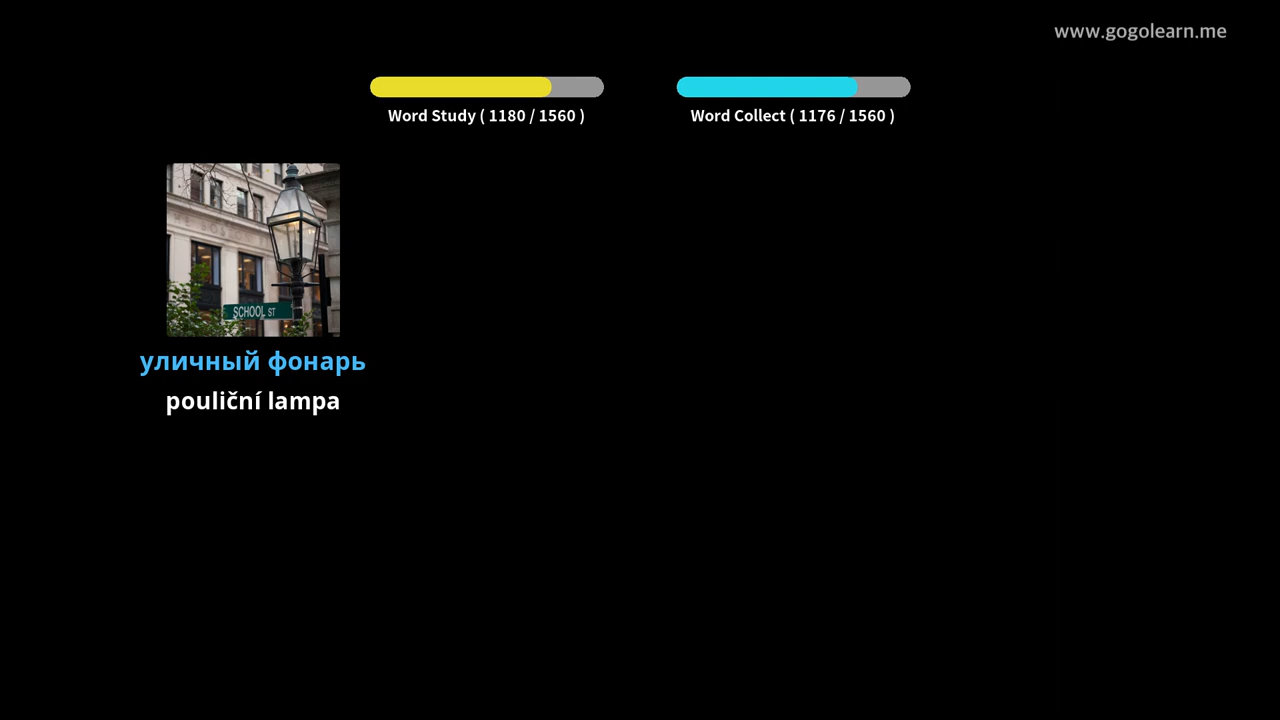 www.gogolearn.me
Word Study ( 1180 / 1560 )
Word Collect ( 1176 / 1560 )
SCHOOL ST
уличный фонарь
pouliční lampa